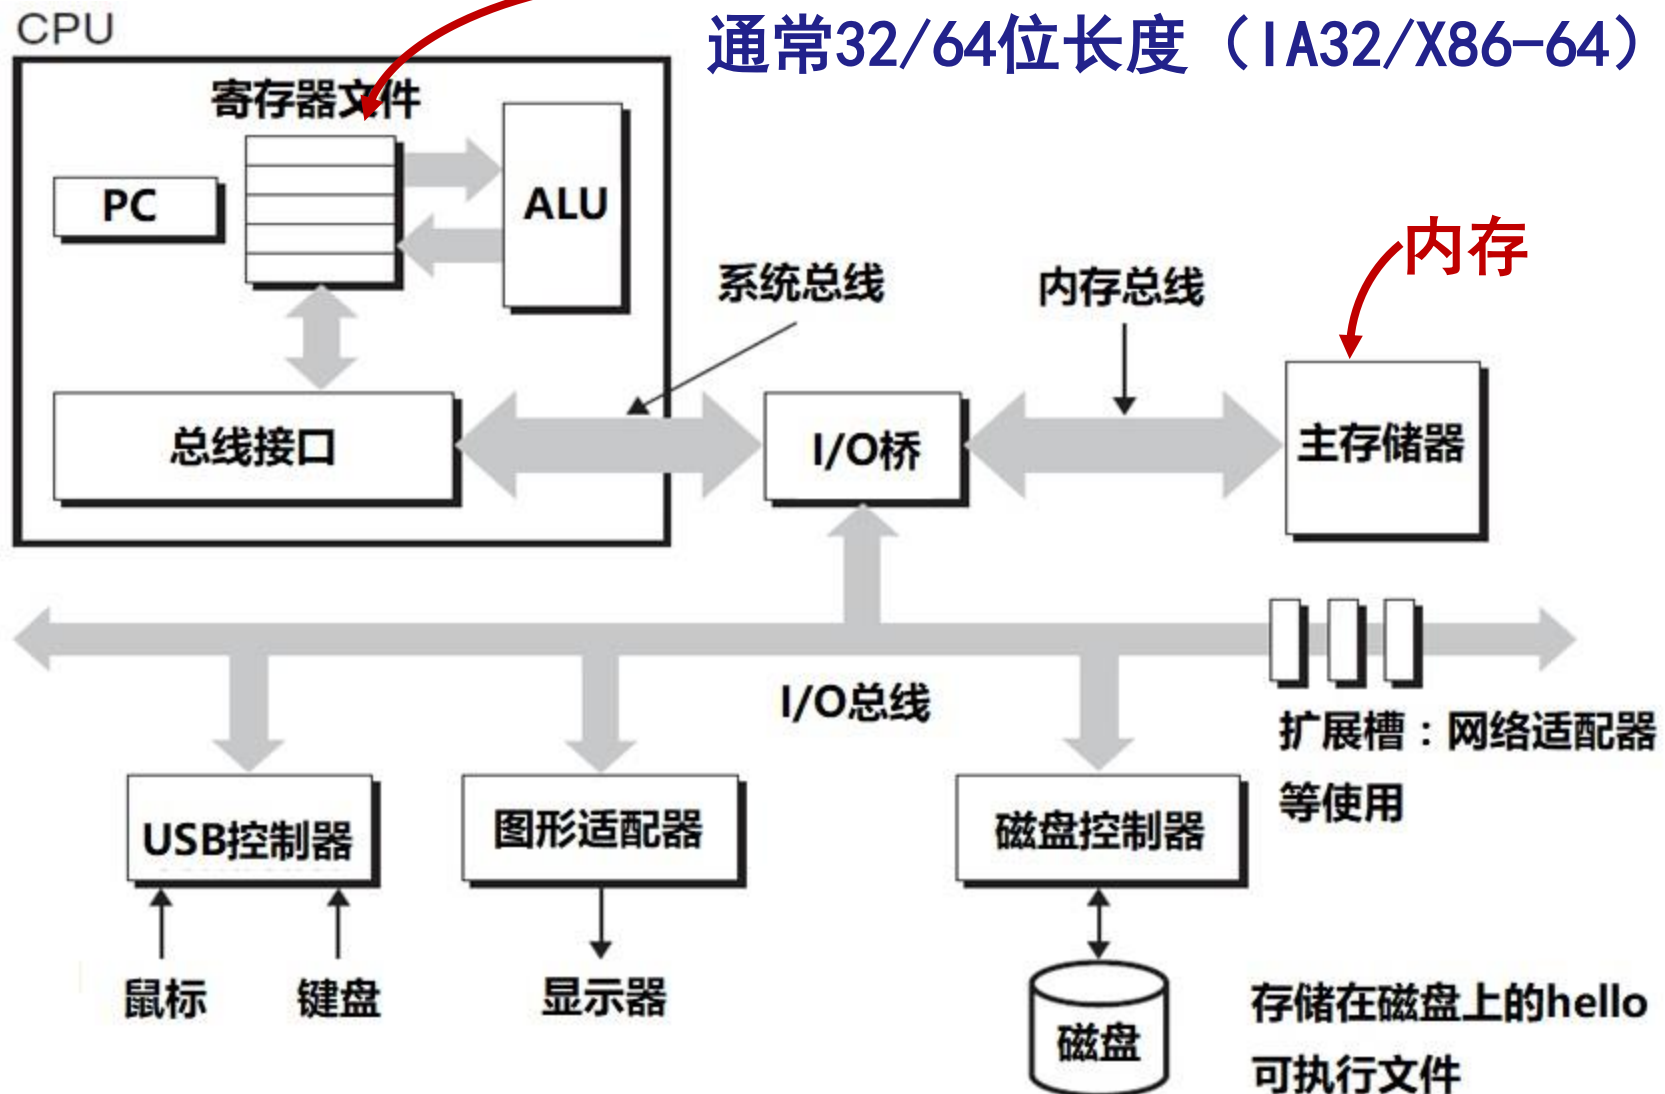 CPU
通常32/64位长度（IA32/X86-64）
寄存器文件
PC
ALU
系统总线
内存总线
内存
总线接口
I/O桥
主存储器
I/O总线
扩展槽：网络适配器
等使用
USB控制器
图形适配器
磁盘控制器
鼠标
键盘
显示器
磁盘
存储在磁盘上的hello
可执行文件